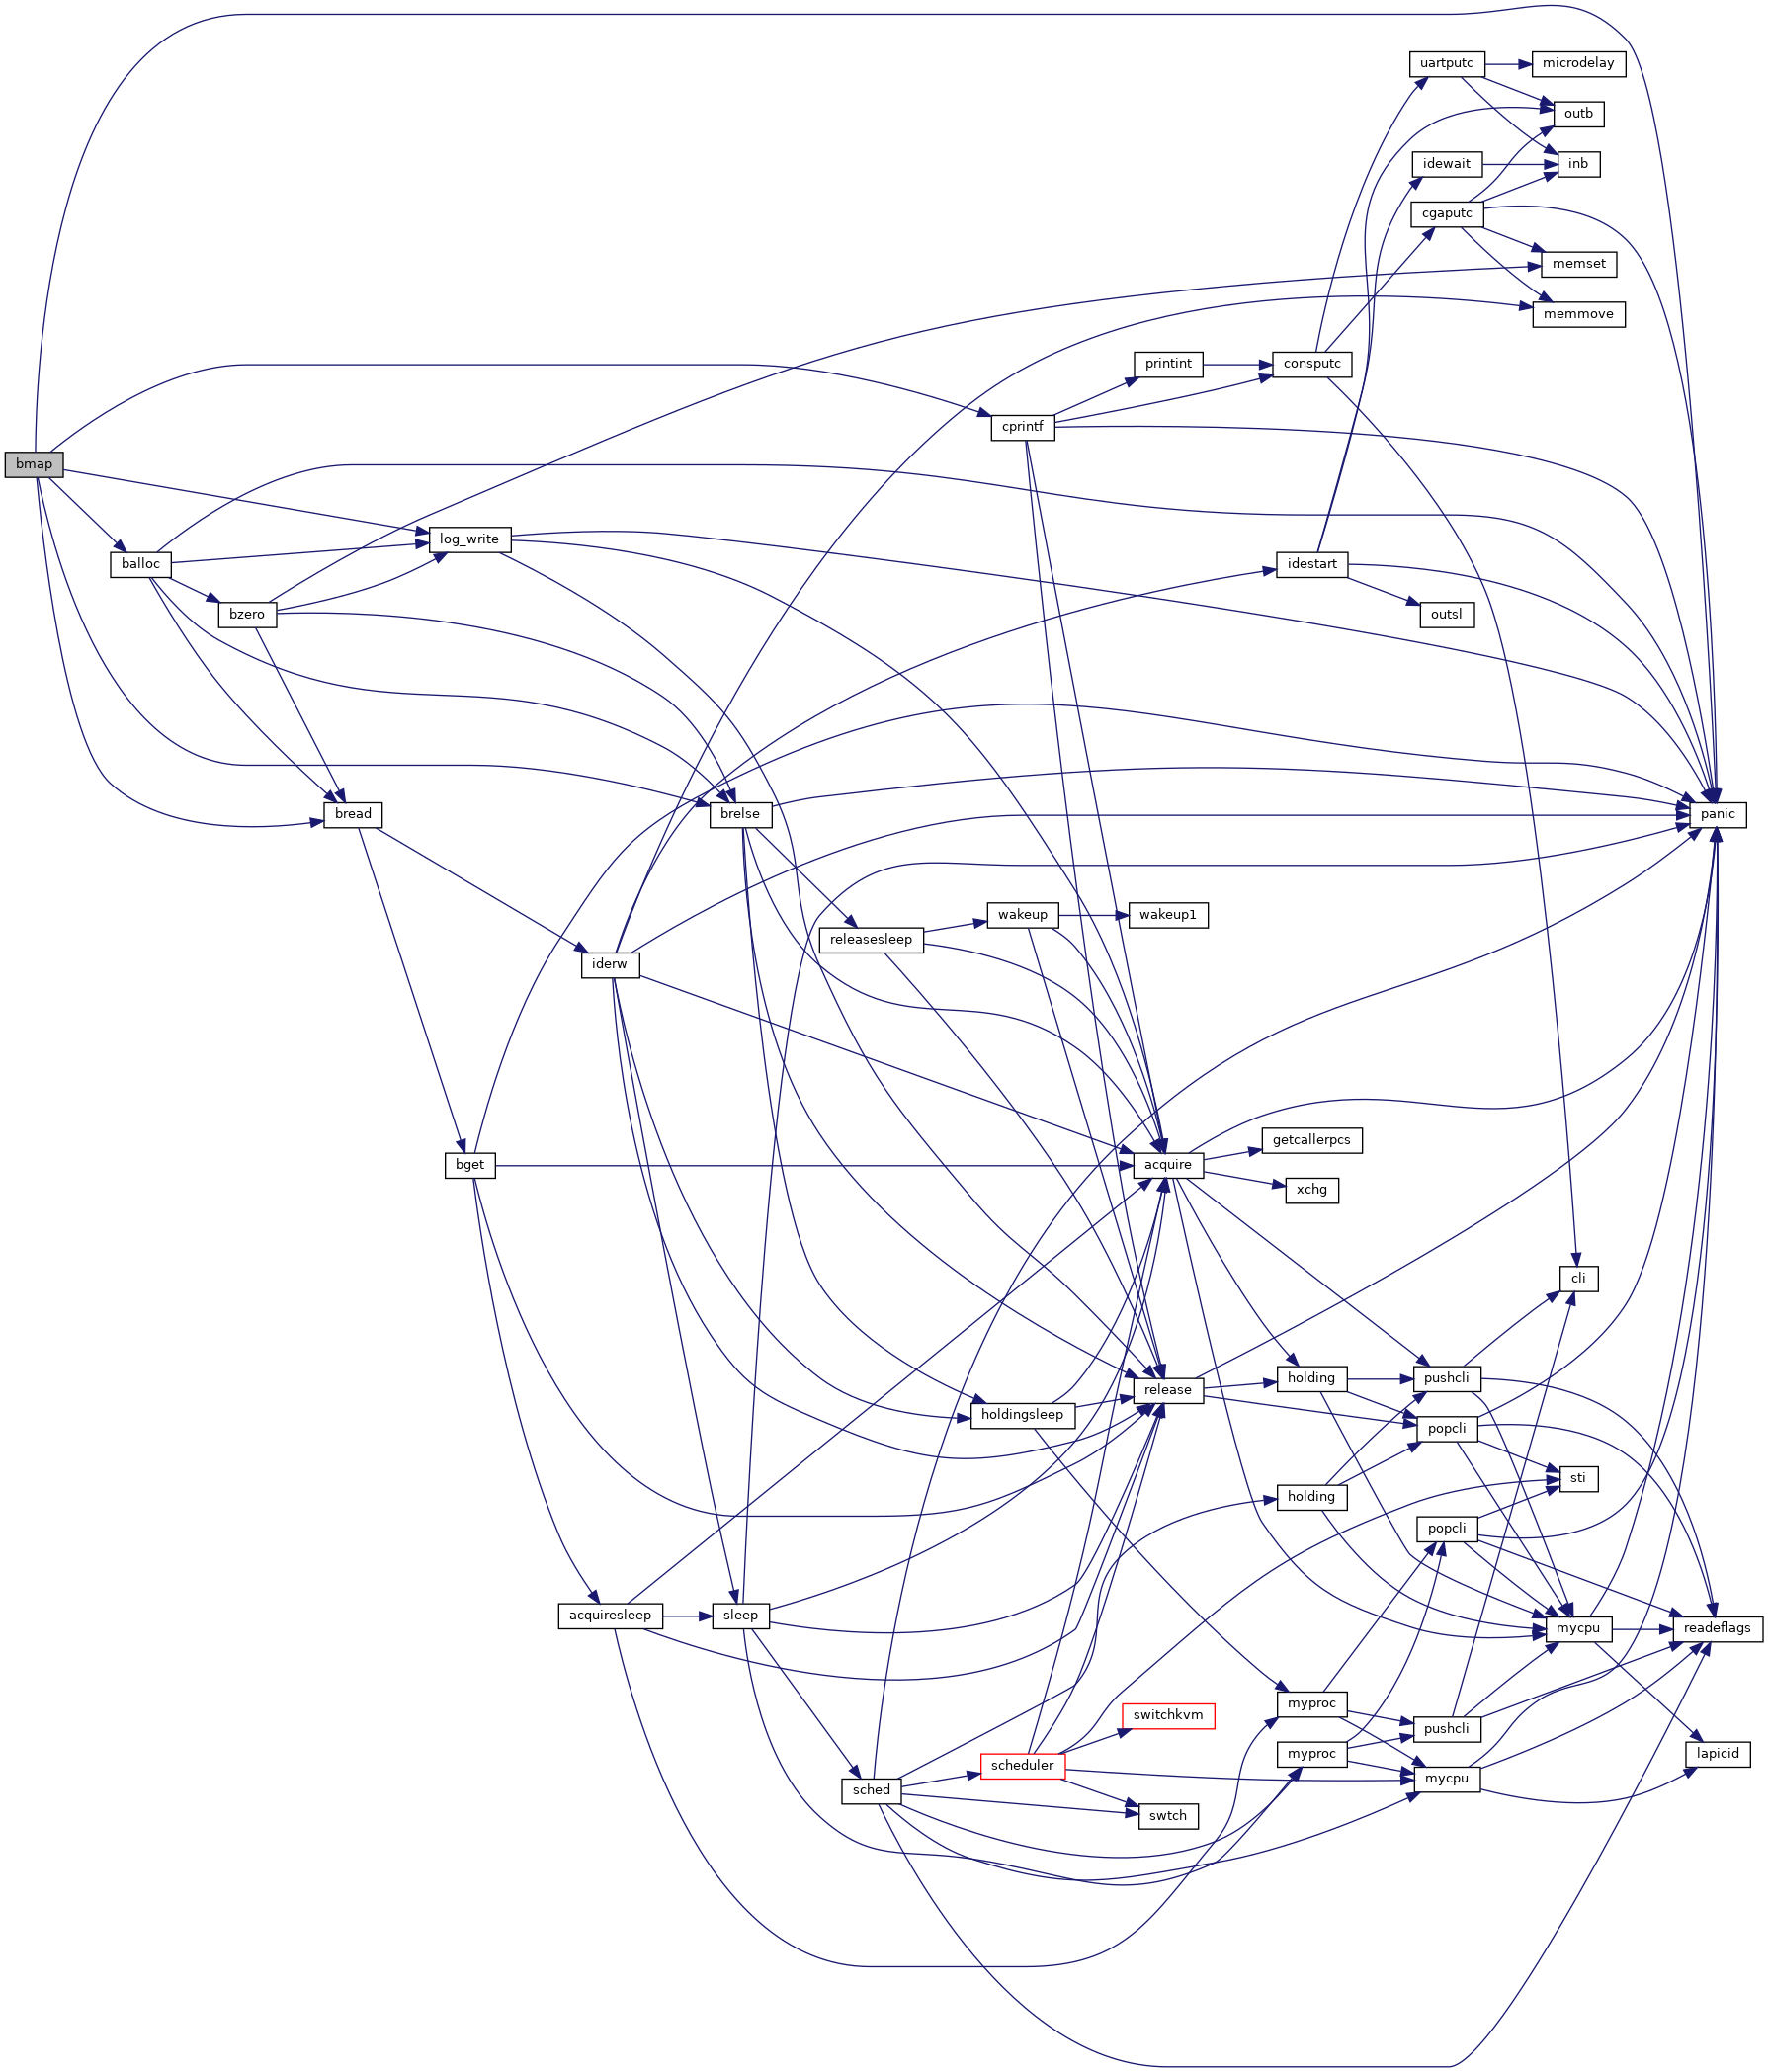 uartputc
microdelay
outb
idewait
inb
cgaputc
memset
memmove
printint
consputc
cprintf
bmap
log_write
balloc
idestart
bzero
outsl
bread
brelse
panic
wakeup
wakeup1
releasesleep
iderw
getcallerpcs
bget
acquire
xchg
cli
holding
pushcli
release
holdingsleep
popcli
sti
holding
popcli
acquiresleep
sleep
mycpu
readeflags
myproc
switchkvm
pushcli
myproc
lapicid
scheduler
mycpu
sched
swtch